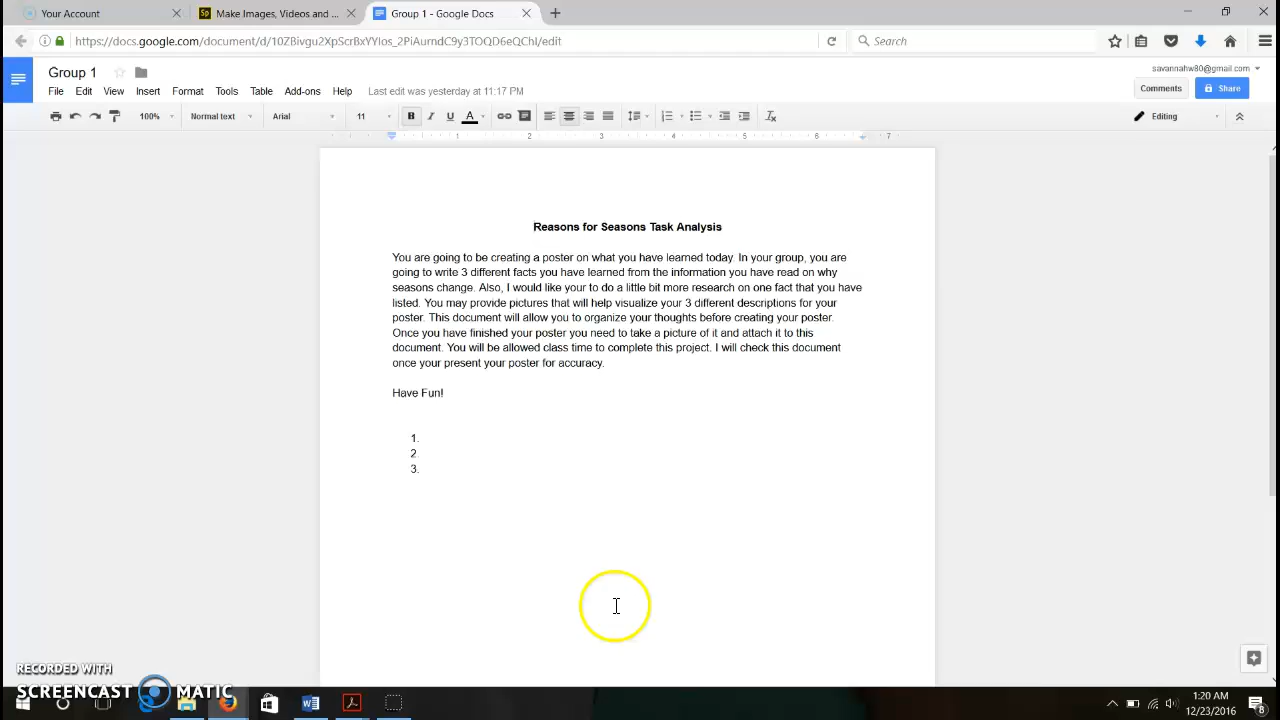 Your Account
Make Images, Videos and ...
Group 1 - Google Docs
https://docs.google.com/document/d/10ZBivgu2XpScrBxYYIos_2PiAurndC9y3TOQD6eQChI/edit
Search
Group 1
savannahw80@gmail.com
Comments
Share
File Edit View Insert Format Tools Table Add-ons Help Last edit was yesterday at 11:17 PM
100% Normal text Arial 11 B I U A Editing
1 2 3 4 5 6 7
Reasons for Seasons Task Analysis
You are going to be creating a poster on what you have learned today. In your group, you are
going to write 3 different facts you have learned from the information you have read on why
seasons change. Also, I would like your to do a little bit more research on one fact that you have
listed. You may provide pictures that will help visualize your 3 different descriptions for your
poster. This document will allow you to organize your thoughts before creating your poster.
Once you have finished your poster you need to take a picture of it and attach it to this
document. You will be allowed class time to complete this project. I will check this document
once your present your poster for accuracy.
Have Fun!
1.
2.
3.
RECORDED WITH
SCREENCAST MATIC
1:20 AM
12/23/2016
8